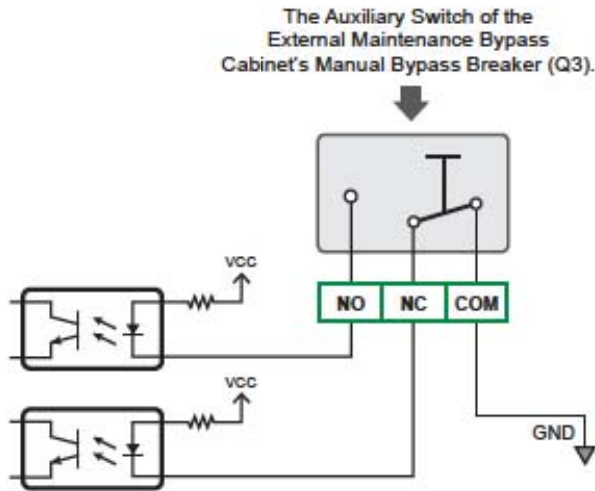 The Auxiliary Switch of the
External Maintenance Bypass
Cabinet's Manual Bypass Breaker (Q3).
VCC
NO NC COM
VCC
GND